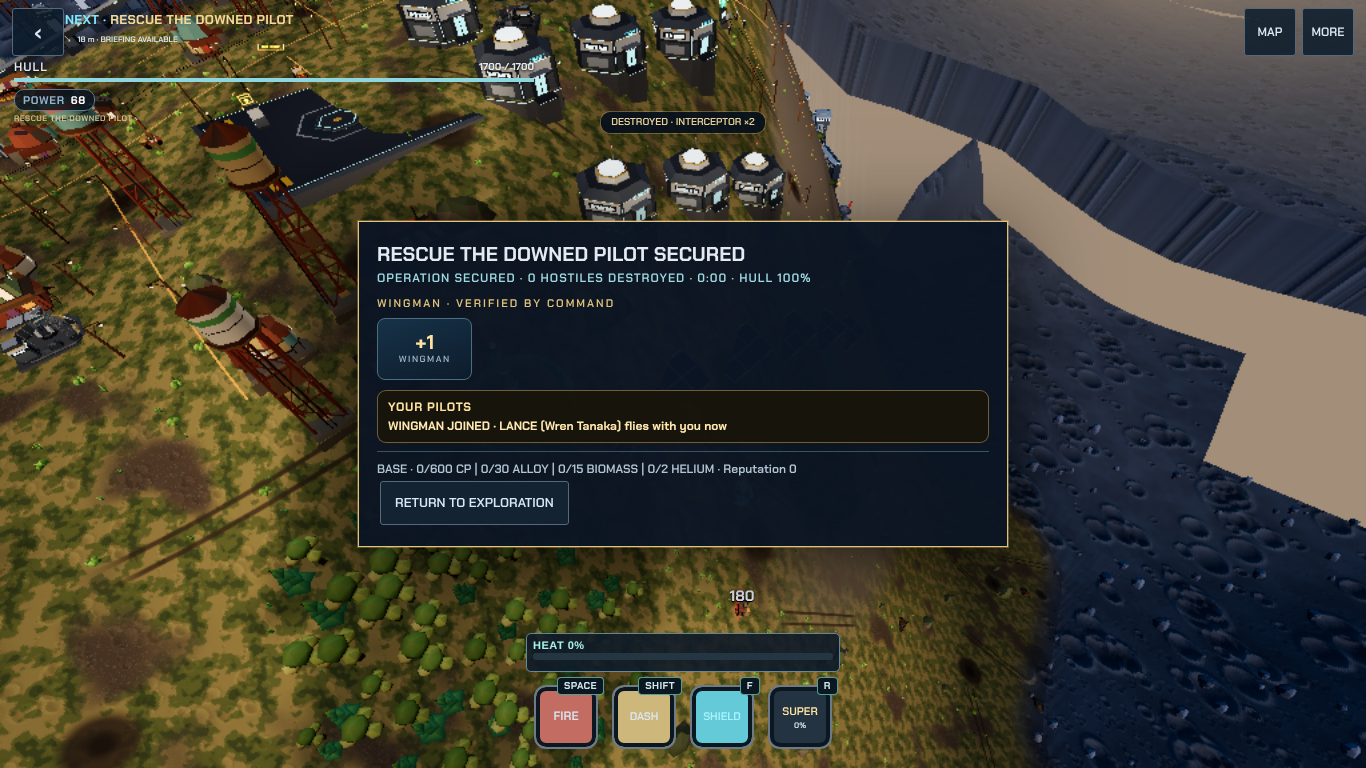 NEXT · RESCUE THE DOWNED PILOT
18 m · BRIEFING AVAILABLE
HULL
1700 / 1700
POWER 68
RESCUE THE DOWNED PILOT
MAP
MORE
DESTROYED · INTERCEPTOR ×2
RESCUE THE DOWNED PILOT SECURED
OPERATION SECURED · 0 HOSTILES DESTROYED · 0:00 · HULL 100%
WINGMAN · VERIFIED BY COMMAND
+1
WINGMAN
YOUR PILOTS
WINGMAN JOINED · LANCE (Wren Tanaka) flies with you now
BASE · 0/600 CP | 0/30 ALLOY | 0/15 BIOMASS | 0/2 HELIUM · Reputation 0
RETURN TO EXPLORATION
180
HEAT 0%
SPACE
FIRE
SHIFT
DASH
F
SHIELD
R
SUPER
0%